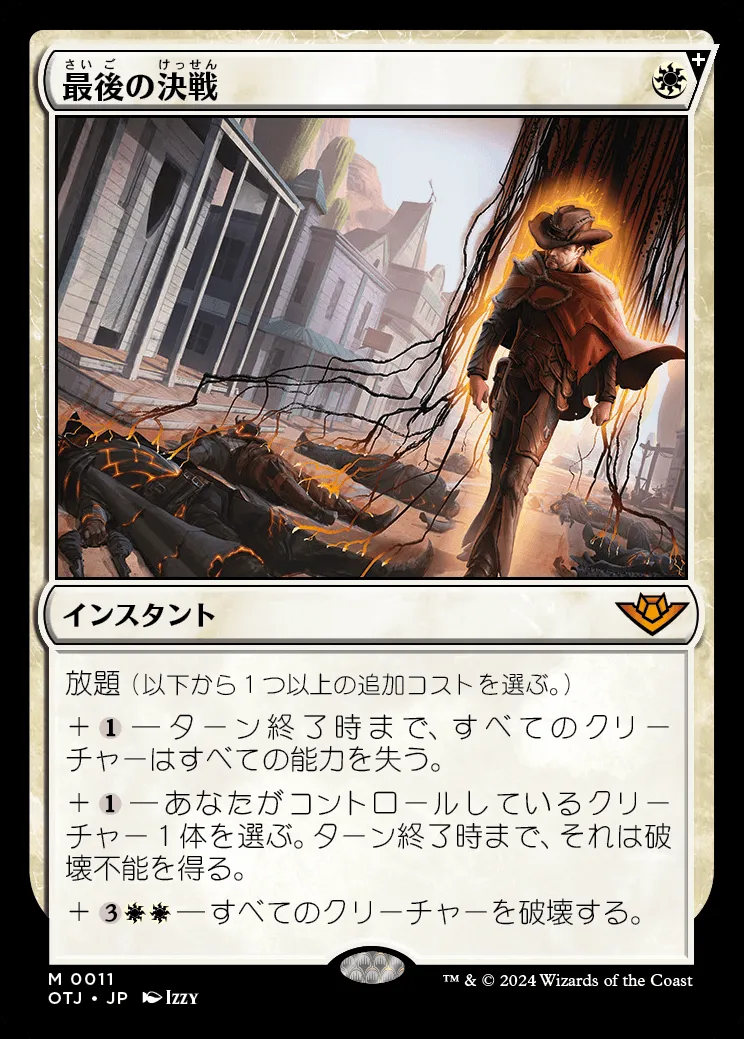 さいご けっせん
最後の決戦
インスタント
放題（以下から１つ以上の追加コストを選ぶ。）
＋ 1 ―ターン終了時まで、すべてのクリー
チャーはすべての能力を失う。
＋ 1 ―あなたがコントロールしているクリー
チャー１体を選ぶ。ターン終了時まで、それは破
壊不能を得る。
＋ 3 ―すべてのクリーチャーを破壊する。
M 0011
OTJ • JP Izzy
™ & © 2024 Wizards of the Coast